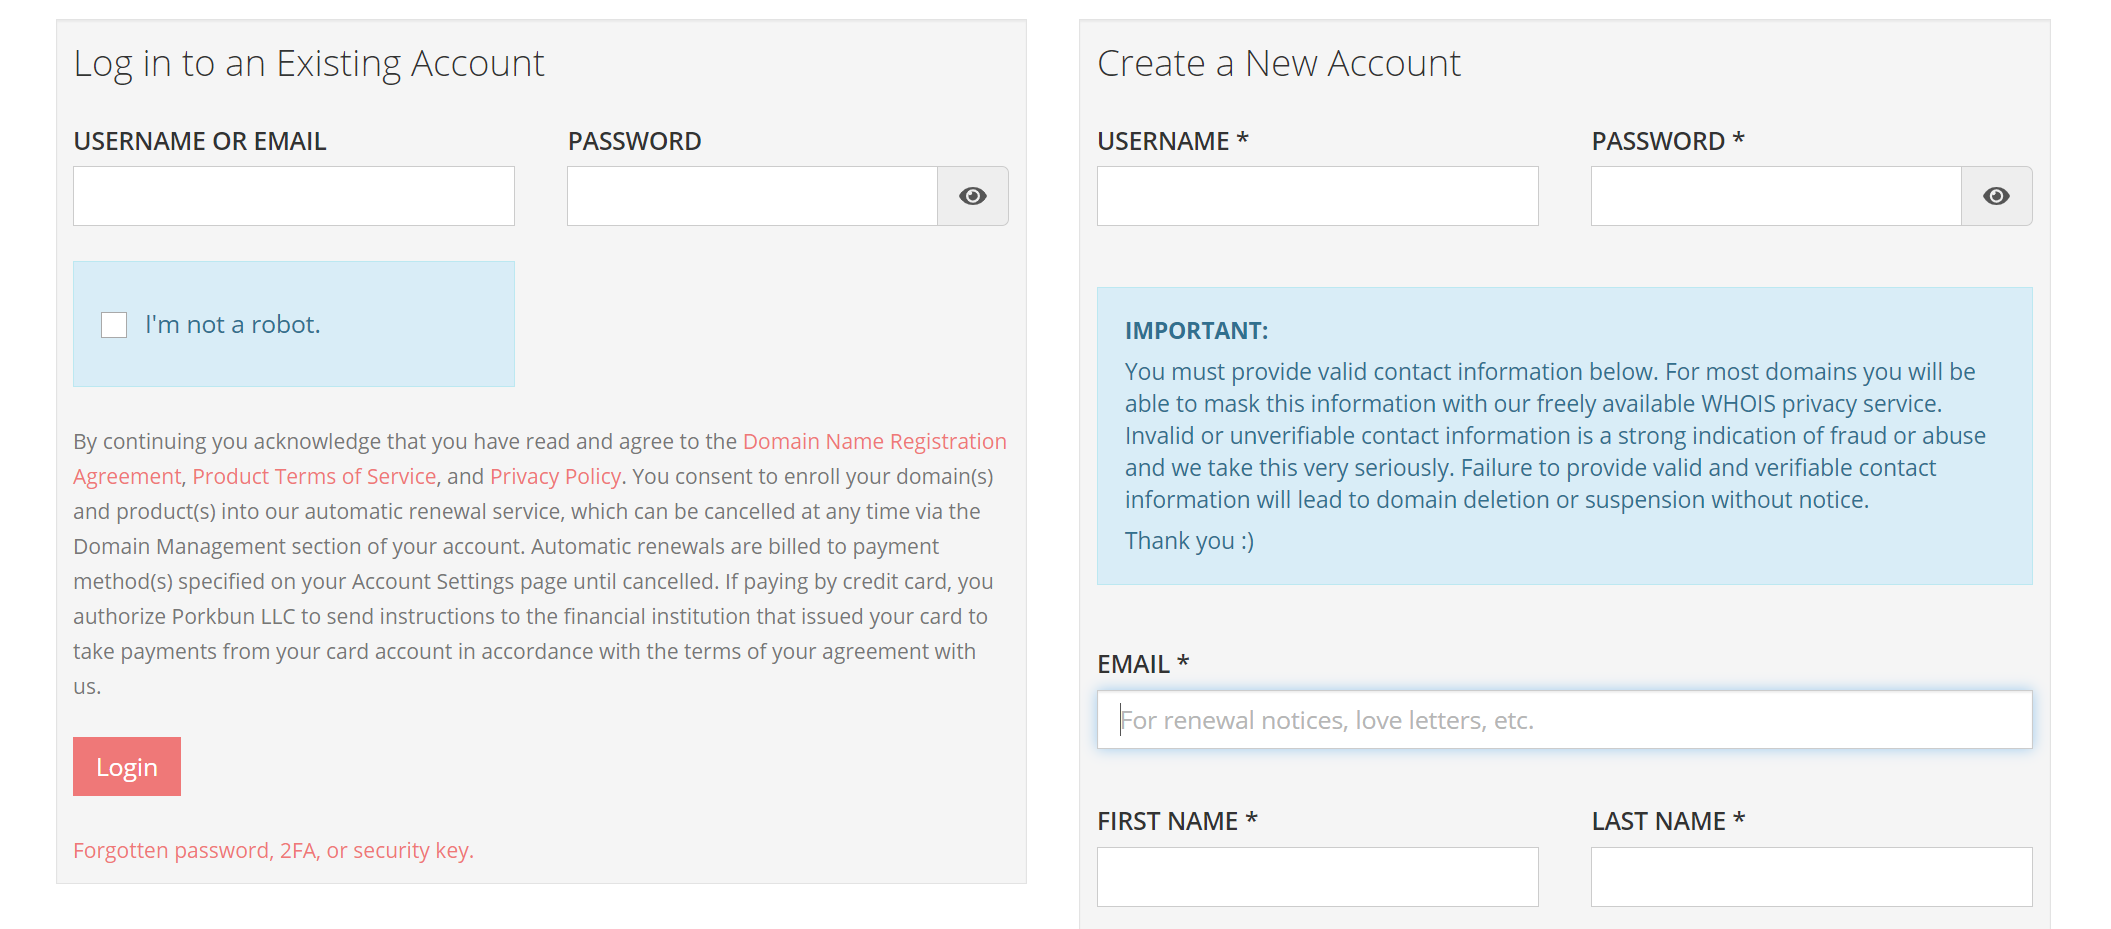 Log in to an Existing Account
USERNAME OR EMAIL
PASSWORD
I'm not a robot.
By continuing you acknowledge that you have read and agree to the Domain Name Registration
Agreement, Product Terms of Service, and Privacy Policy. You consent to enroll your domain(s)
and product(s) into our automatic renewal service, which can be cancelled at any time via the
Domain Management section of your account. Automatic renewals are billed to payment
method(s) specified on your Account Settings page until cancelled. If paying by credit card, you
authorize Porkbun LLC to send instructions to the financial institution that issued your card to
take payments from your card account in accordance with the terms of your agreement with
us.
Login
Forgotten password, 2FA, or security key.
Create a New Account
USERNAME *
PASSWORD *
IMPORTANT:
You must provide valid contact information below. For most domains you will be
able to mask this information with our freely available WHOIS privacy service.
Invalid or unverifiable contact information is a strong indication of fraud or abuse
and we take this very seriously. Failure to provide valid and verifiable contact
information will lead to domain deletion or suspension without notice.
Thank you :)
EMAIL *
For renewal notices, love letters, etc.
FIRST NAME *
LAST NAME *